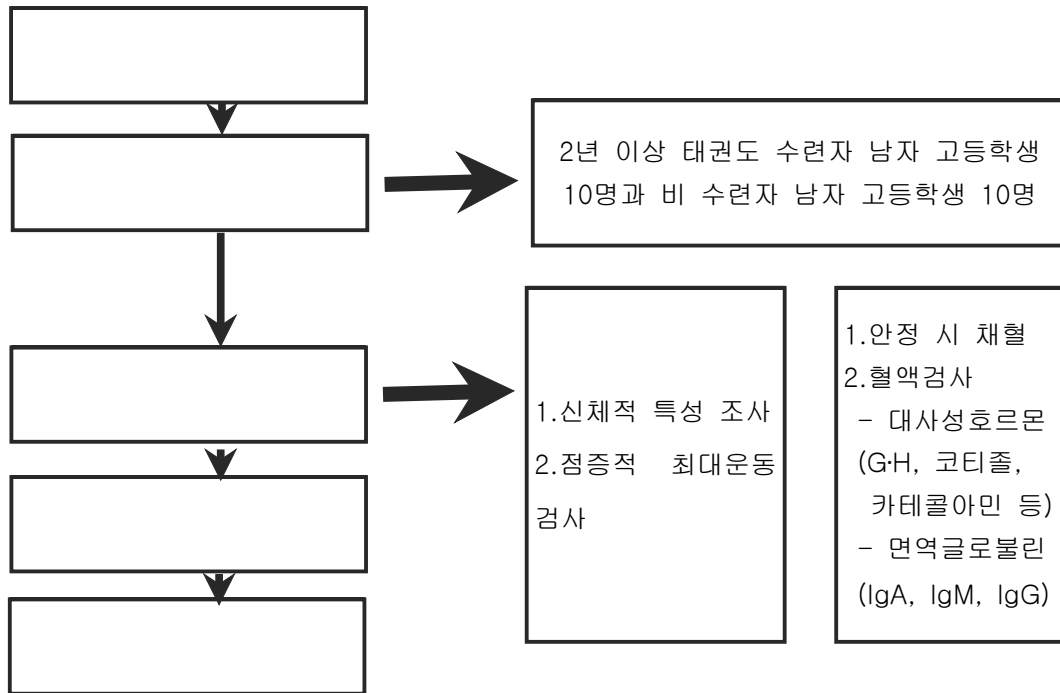 2년 이상 태권도 수련자 남자 고등학생
10명과 비 수련자 남자 고등학생 10명
1.신체적 특성 조사
2.점증적 최대운동
검사
1.안정 시 채혈
2.혈액검사
- 대사성호르몬
(G·H, 코티졸,
카테콜아민 등)
- 면역글로불린
(IgA, IgM, IgG)